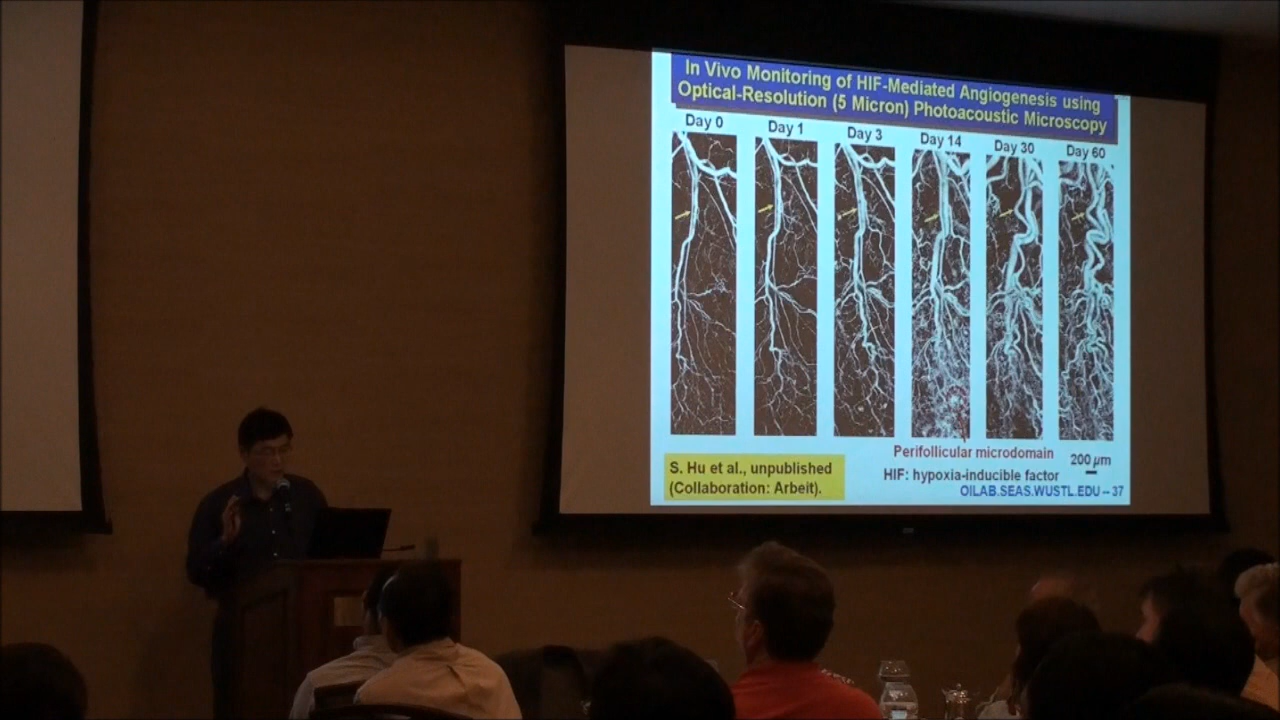 In Vivo Monitoring of HIF-Mediated Angiogenesis using
Optical-Resolution (5 Micron) Photoacoustic Microscopy
Day 0 Day 1 Day 3 Day 14 Day 30 Day 60
Perifollicular microdomain
200 µm
S. Hu et al., unpublished
(Collaboration: Arbeit).
HIF: hypoxia-inducible factor
OILAB.SEAS.WUSTL.EDU – 37